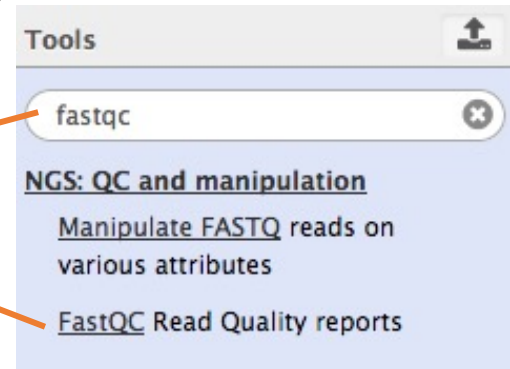 Tools
fastqc
NGS: QC and manipulation
Manipulate FASTQ reads on
various attributes
FastQC Read Quality reports